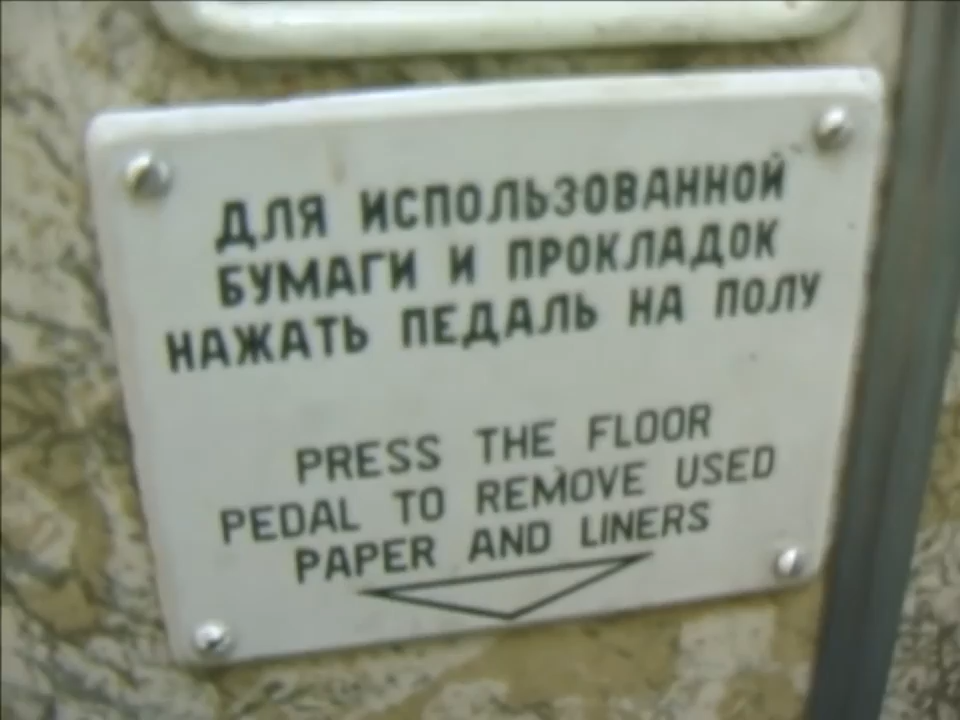 ДЛЯ ИСПОЛЬЗОВАННОЙ
БУМАГИ И ПРОКЛАДОК
НАЖАТЬ ПЕДАЛЬ НА ПОЛУ
PRESS THE FLOOR
PEDAL TO REMOVE USED
PAPER AND LINERS